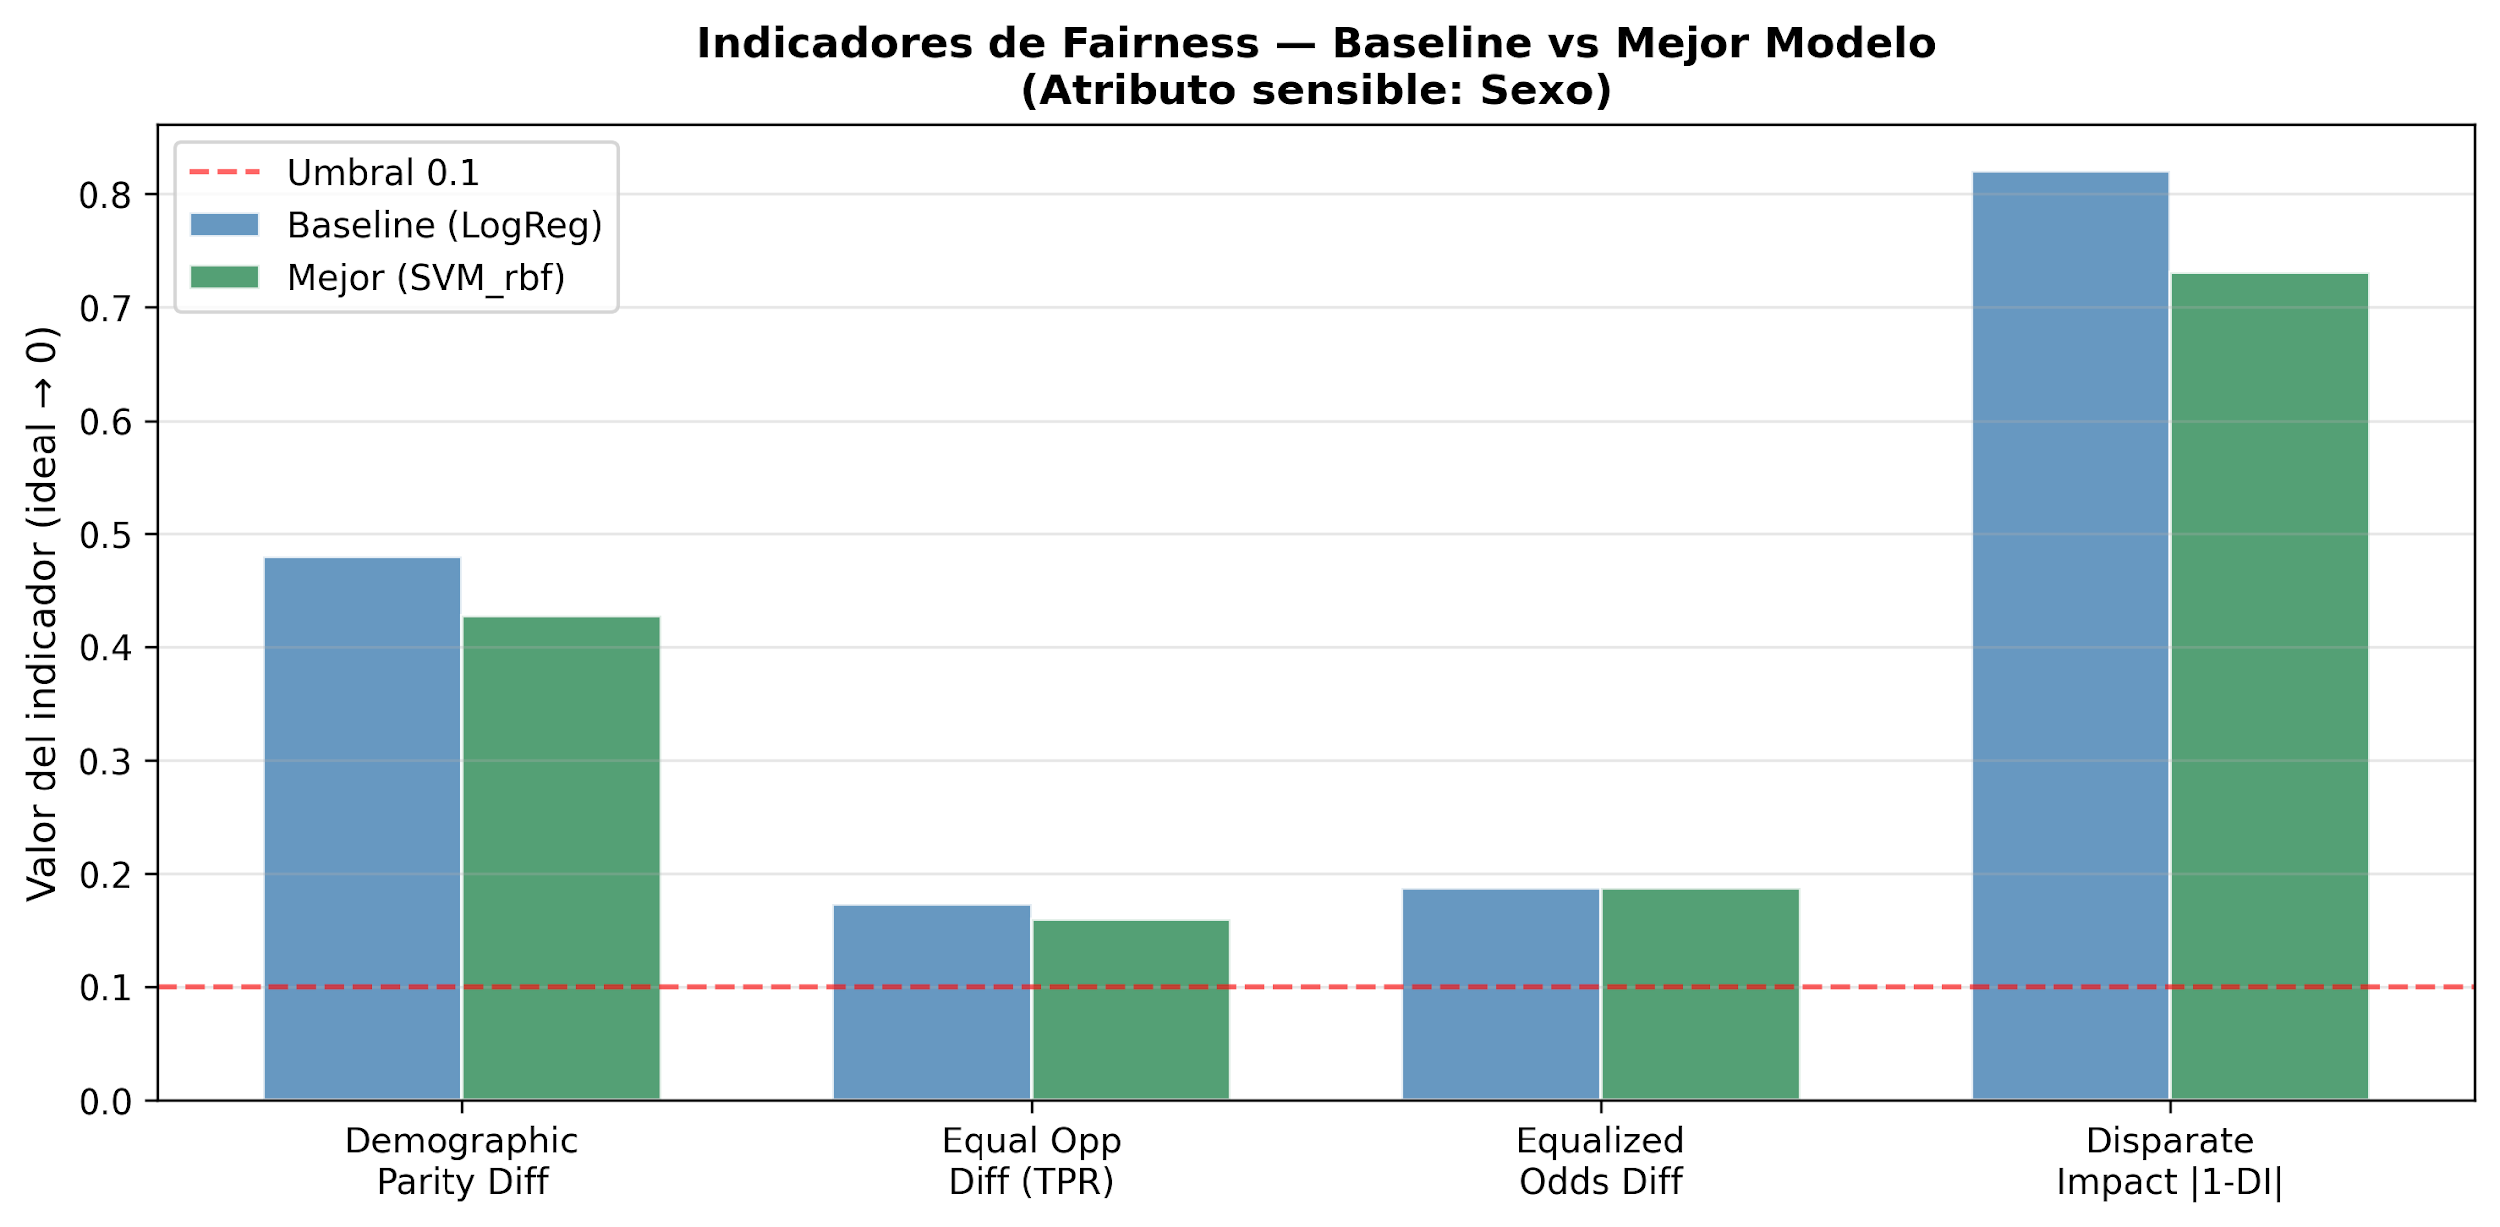 Indicadores de Fairness — Baseline vs Mejor Modelo
(Atributo sensible: Sexo)
Umbral 0.1
Baseline (LogReg)
Mejor (SVM_rbf)
Valor del indicador (ideal → 0)
0.8
0.7
0.6
0.5
0.4
0.3
0.2
0.1
0.0
Demographic
Parity Diff
Equal Opp
Diff (TPR)
Equalized
Odds Diff
Disparate
Impact |1-DI|